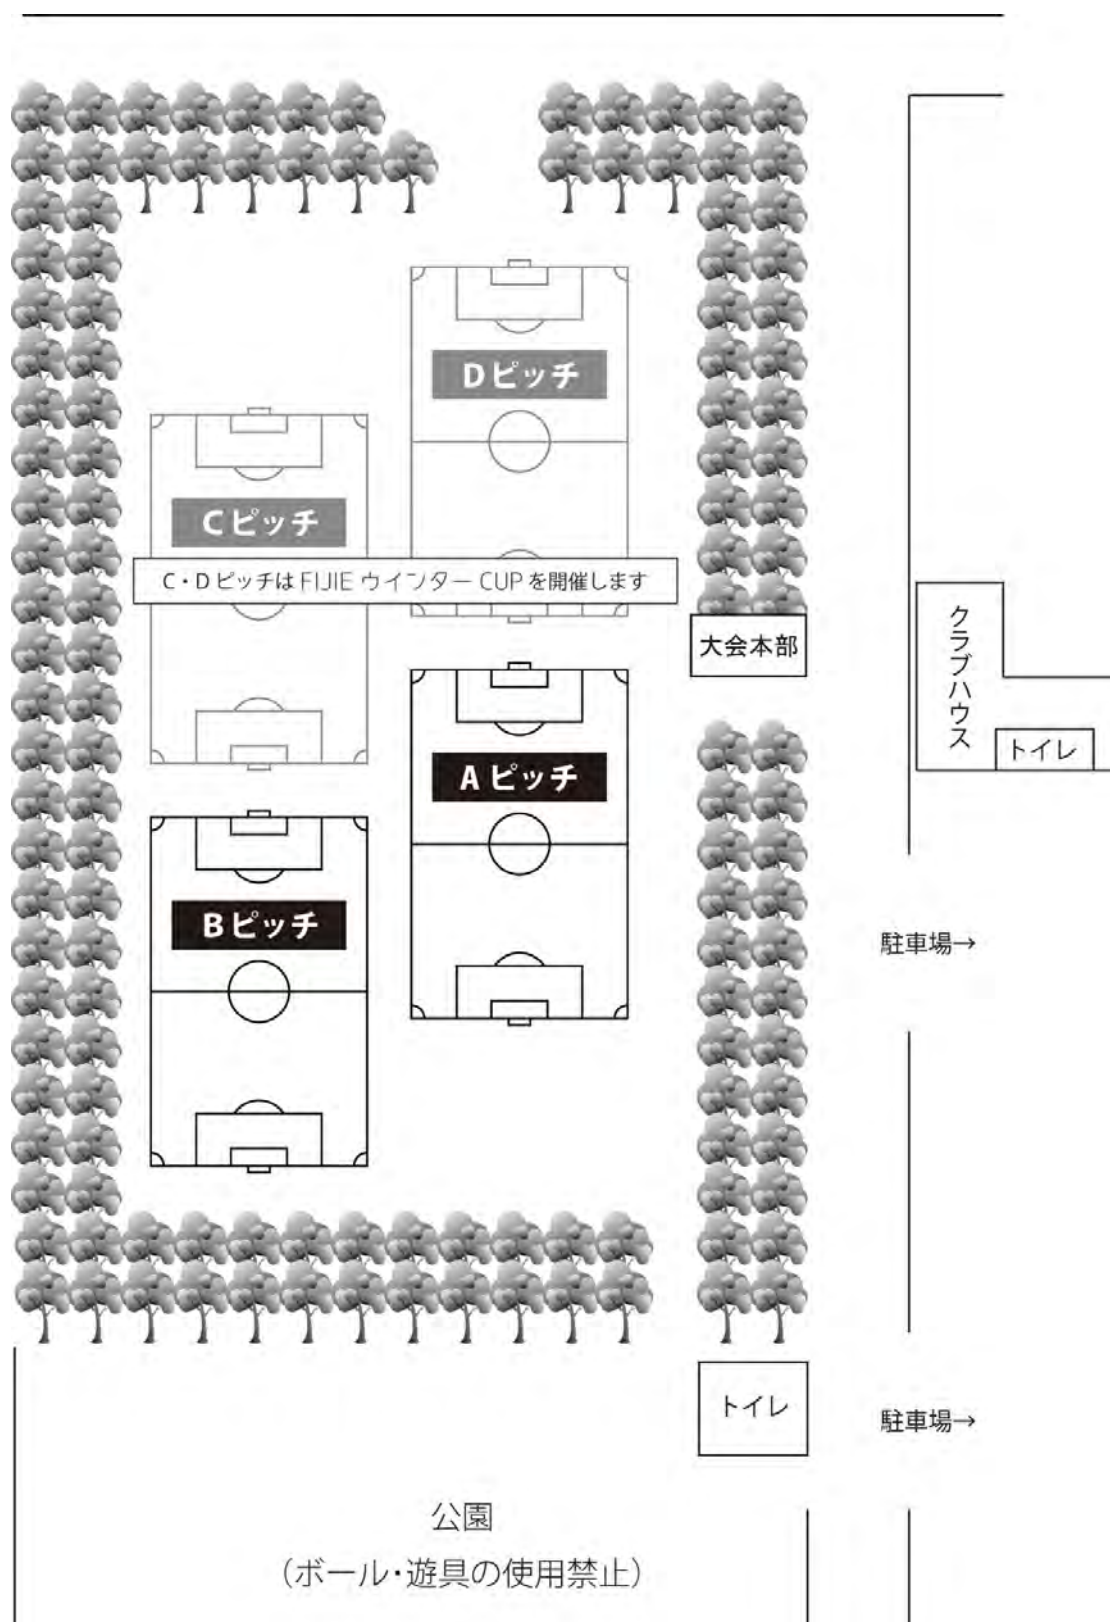 Dピッチ
Cピッチ
C・DピッチはFIJIE ウインターCUPを開催します
大会本部
クラブハウス
トイレ
Aピッチ
Bピッチ
駐車場→
トイレ
駐車場→
公園
（ボール・遊具の使用禁止）